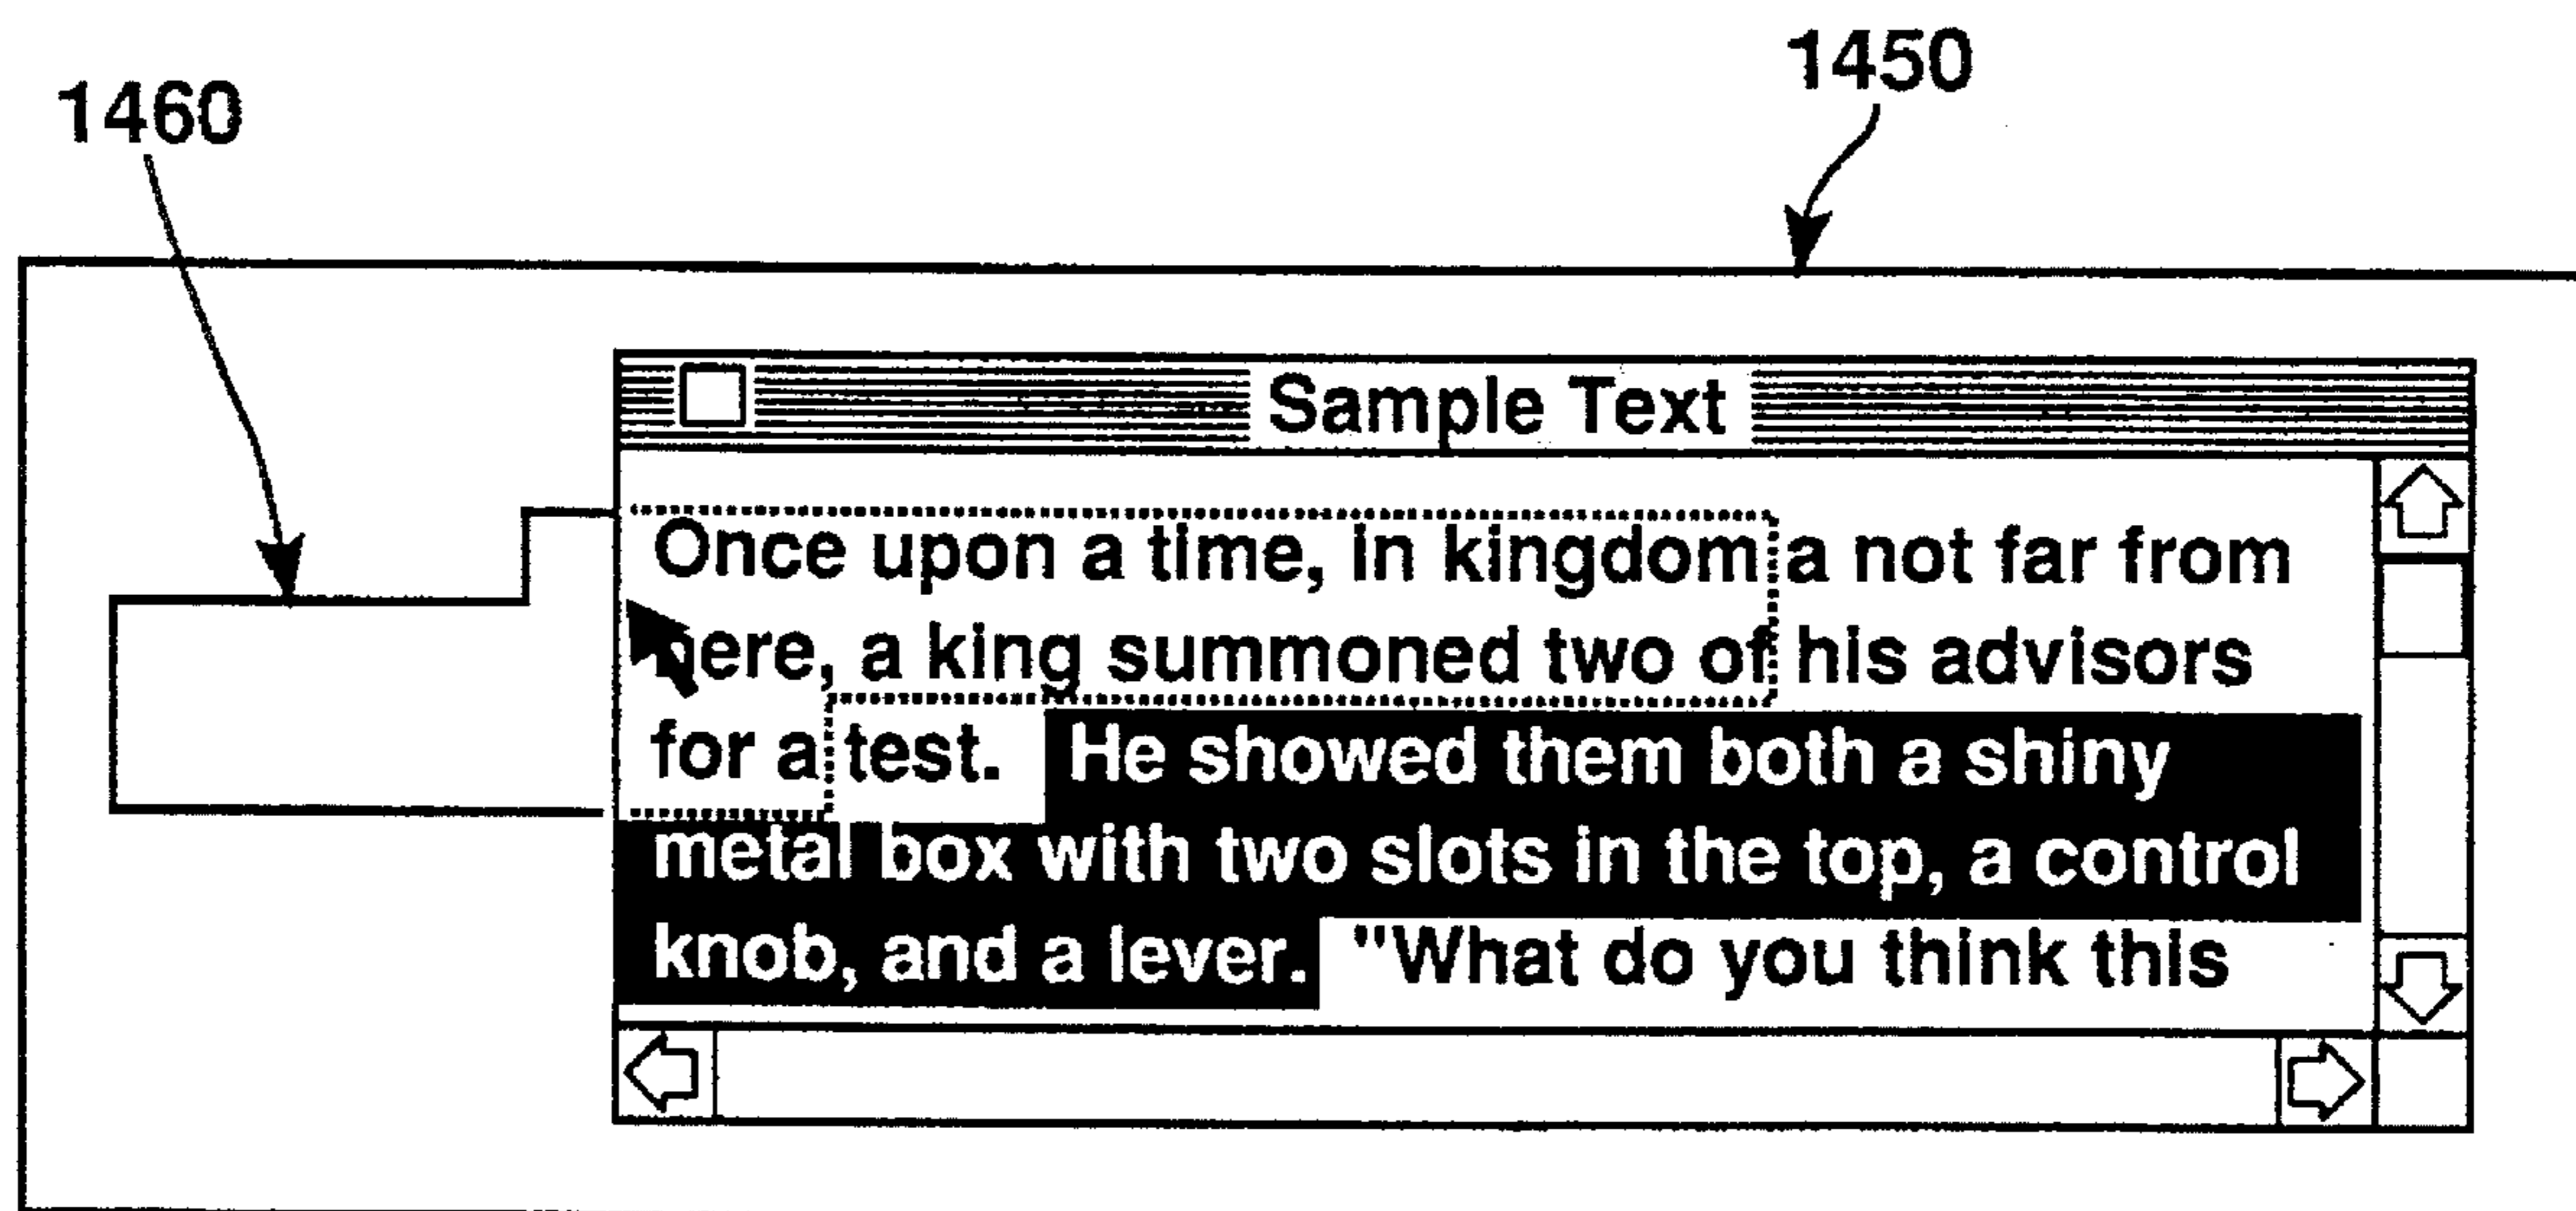 1460
1450
Sample Text
Once upon a time, in kingdom a not far from
here, a king summoned two of his advisors
for a test. He showed them both a shiny
metal box with two slots in the top, a control
knob, and a lever. "What do you think this